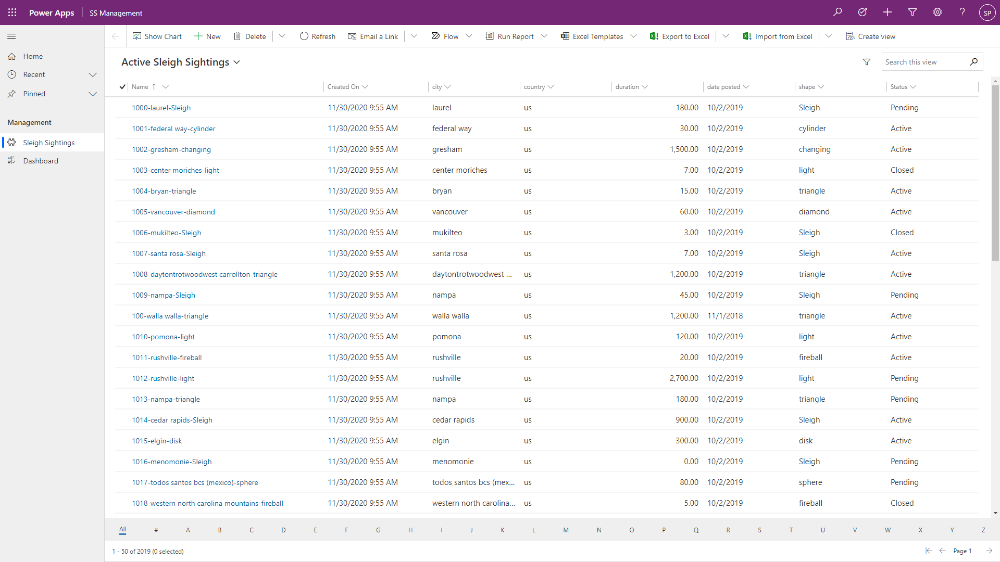 Power Apps SS Management SP
Show Chart New Delete Refresh Email a Link Flow Run Report Excel Templates Export to Excel Import from Excel Create view
Home
Recent
Pinned
Management
Sleigh Sightings
Dashboard
Active Sleigh Sightings Search this view
Name Created On city country duration date posted shape Status
1000-laurel-Sleigh 11/30/2020 9:55 AM laurel us 180.00 10/2/2019 Sleigh Pending
1001-federal way-cylinder 11/30/2020 9:55 AM federal way us 30.00 10/2/2019 cylinder Active
1002-gresham-changing 11/30/2020 9:55 AM gresham us 1,500.00 10/2/2019 changing Active
1003-center moriches-light 11/30/2020 9:55 AM center moriches us 7.00 10/2/2019 light Closed
1004-bryan-triangle 11/30/2020 9:55 AM bryan us 15.00 10/2/2019 triangle Active
1005-vancouver-diamond 11/30/2020 9:55 AM vancouver us 60.00 10/2/2019 diamond Active
1006-mukilteo-Sleigh 11/30/2020 9:55 AM mukilteo us 3.00 10/2/2019 Sleigh Closed
1007-santa rosa-Sleigh 11/30/2020 9:55 AM santa rosa us 7.00 10/2/2019 Sleigh Active
1008-daytontrotwoodwest carrollton-triangle 11/30/2020 9:55 AM daytontrotwoodwest ... us 1,200.00 10/2/2019 triangle Active
1009-nampa-Sleigh 11/30/2020 9:55 AM nampa us 45.00 10/2/2019 Sleigh Pending
100-walla walla-triangle 11/30/2020 9:55 AM walla walla us 1,200.00 11/1/2018 triangle Active
1010-pomona-light 11/30/2020 9:55 AM pomona us 120.00 10/2/2019 light Active
1011-rushville-fireball 11/30/2020 9:55 AM rushville us 20.00 10/2/2019 fireball Active
1012-rushville-light 11/30/2020 9:55 AM rushville us 2,700.00 10/2/2019 light Pending
1013-nampa-triangle 11/30/2020 9:55 AM nampa us 180.00 10/2/2019 triangle Pending
1014-cedar rapids-Sleigh 11/30/2020 9:55 AM cedar rapids us 900.00 10/2/2019 Sleigh Active
1015-elgin-disk 11/30/2020 9:55 AM elgin us 300.00 10/2/2019 disk Active
1016-menomonie-Sleigh 11/30/2020 9:55 AM menomonie us 0.00 10/2/2019 Sleigh Pending
1017-todos santos bcs (mexico)-sphere 11/30/2020 9:55 AM todos santos bcs (mex... us 80.00 10/2/2019 sphere Pending
1018-western north carolina mountains-fireball 11/30/2020 9:55 AM western north carolina... us 5.00 10/2/2019 fireball Closed
All # A B C D E F G H I J K L M N O P Q R S T U V W X Y Z
1 - 50 of 2019 (0 selected) Page 1